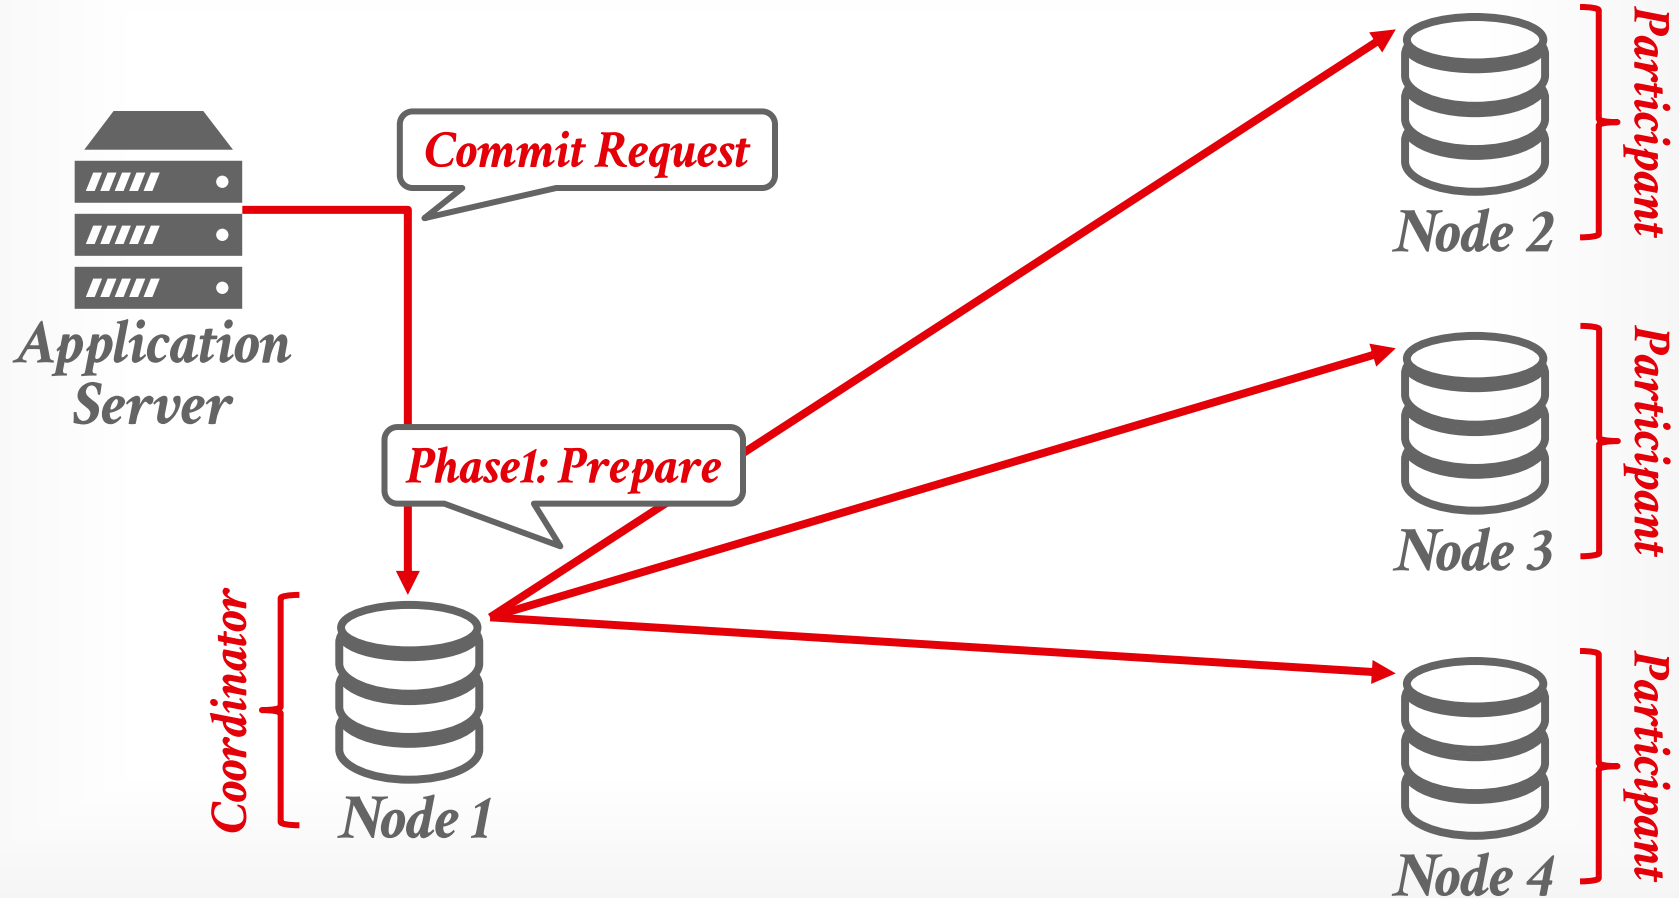 Commit Request
Application
Server
Phase1: Prepare
Coordinator
Node 1
Node 2
Participant
Node 3
Participant
Node 4
Participant